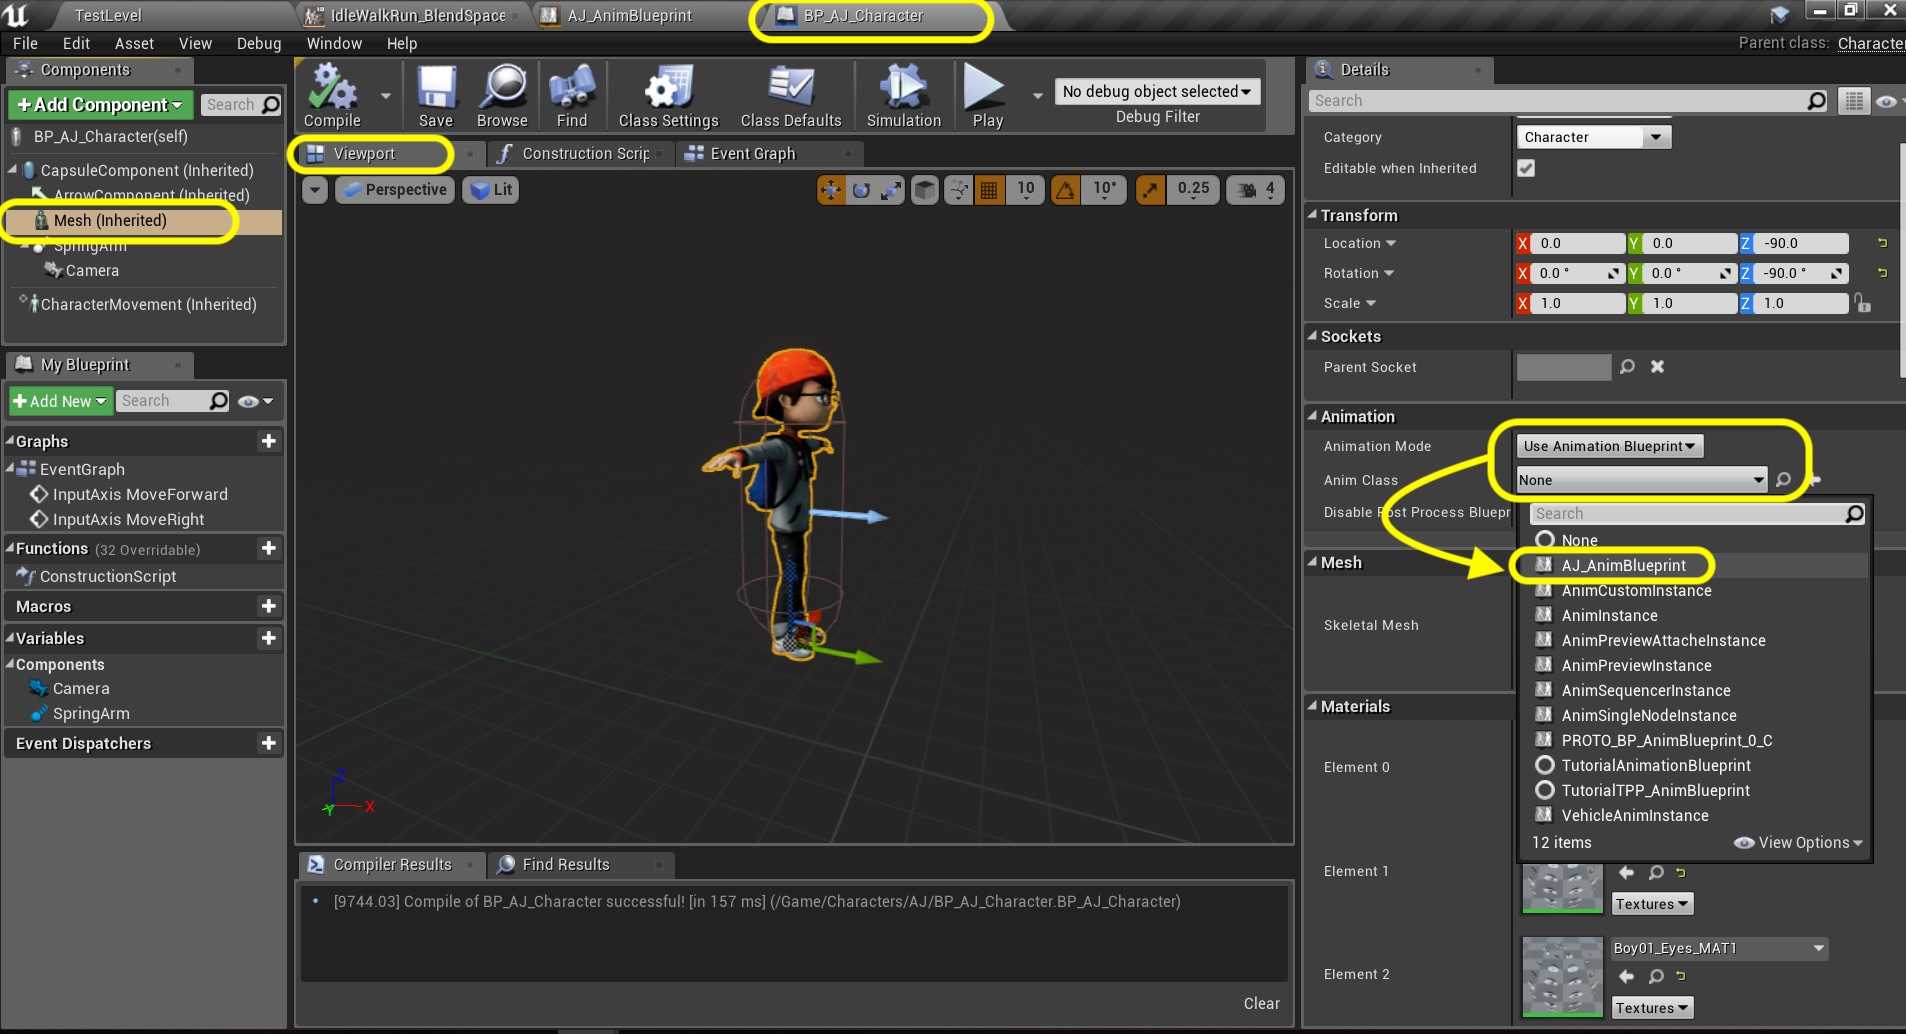 TestLevel
IdleWalkRun_BlendSpace
AJ_AnimBlueprint
BP_AJ_Character
File Edit Asset View Debug Window Help
Parent class: Character
Components
+Add Component
Search
BP_AJ_Character(self)
CapsuleComponent (Inherited)
ArrowComponent (Inherited)
Mesh (Inherited)
SpringArm
Camera
CharacterMovement (Inherited)
My Blueprint
+Add New
Search
Graphs
EventGraph
InputAxis MoveForward
InputAxis MoveRight
Functions (32 Overridable)
ConstructionScript
Macros
Variables
Components
Camera
SpringArm
Event Dispatchers
Compile
Save
Browse
Find
Class Settings
Class Defaults
Simulation
Play
No debug object selected
Debug Filter
Viewport
Construction Scrip
Event Graph
Perspective
Lit
10
10°
0.25
4
Z
Y
X
Compiler Results
Find Results
[9744.03] Compile of BP_AJ_Character successful! [in 157 ms] (/Game/Characters/AJ/BP_AJ_Character.BP_AJ_Character)
Clear
Details
Search
Category
Character
Editable when Inherited
Transform
Location X 0.0 Y 0.0 Z -90.0
Rotation X 0.0 ° Y 0.0 ° Z -90.0 °
Scale X 1.0 Y 1.0 Z 1.0
Sockets
Parent Socket
Animation
Animation Mode Use Animation Blueprint
Anim Class None
Disable Post Process Bluepr
Search
None
AJ_AnimBlueprint
AnimCustomInstance
AnimInstance
AnimPreviewAttacheInstance
AnimPreviewInstance
AnimSequencerInstance
AnimSingleNodeInstance
PROTO_BP_AnimBlueprint_0_C
TutorialAnimationBlueprint
TutorialTPP_AnimBlueprint
VehicleAnimInstance
12 items
View Options
Mesh
Skeletal Mesh
Materials
Element 0
Element 1
Textures
Element 2
Boy01_Eyes_MAT1
Textures